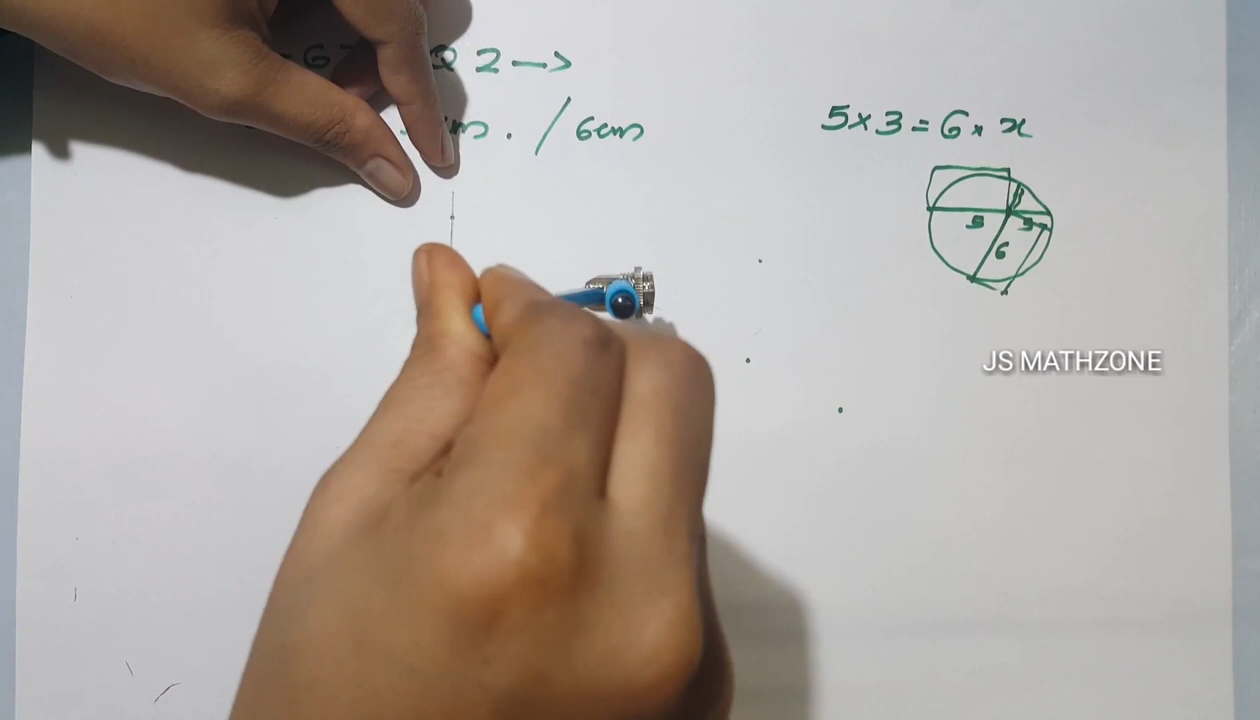 2 →
/ 6cm
5 × 3 = 6 × x
5 3
6
JS MATHZONE